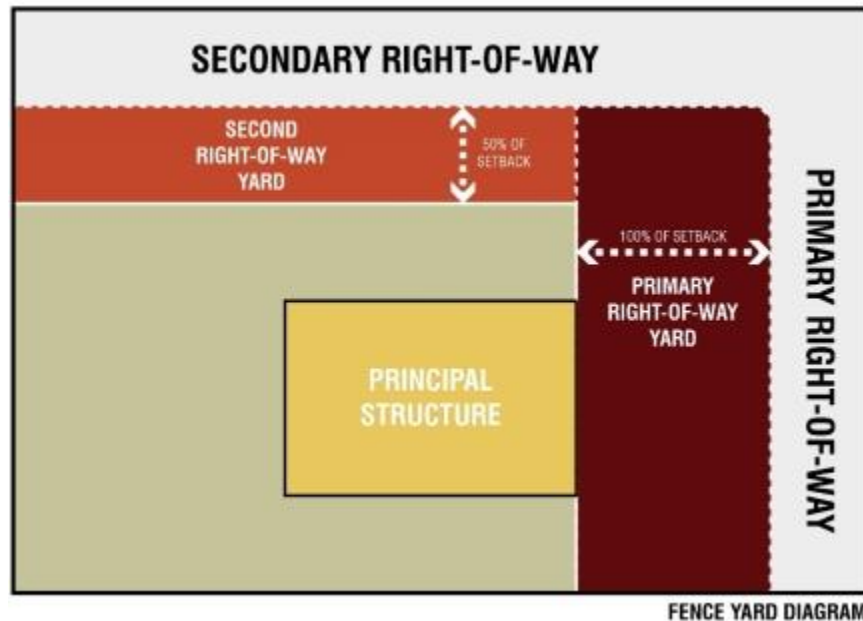 SECONDARY RIGHT-OF-WAY
SECOND
RIGHT-OF-WAY
YARD
50% OF
SETBACK
100% OF SETBACK
PRIMARY
RIGHT-OF-WAY
YARD
PRIMARY RIGHT-OF-WAY
PRINCIPAL
STRUCTURE
FENCE YARD DIAGRAM